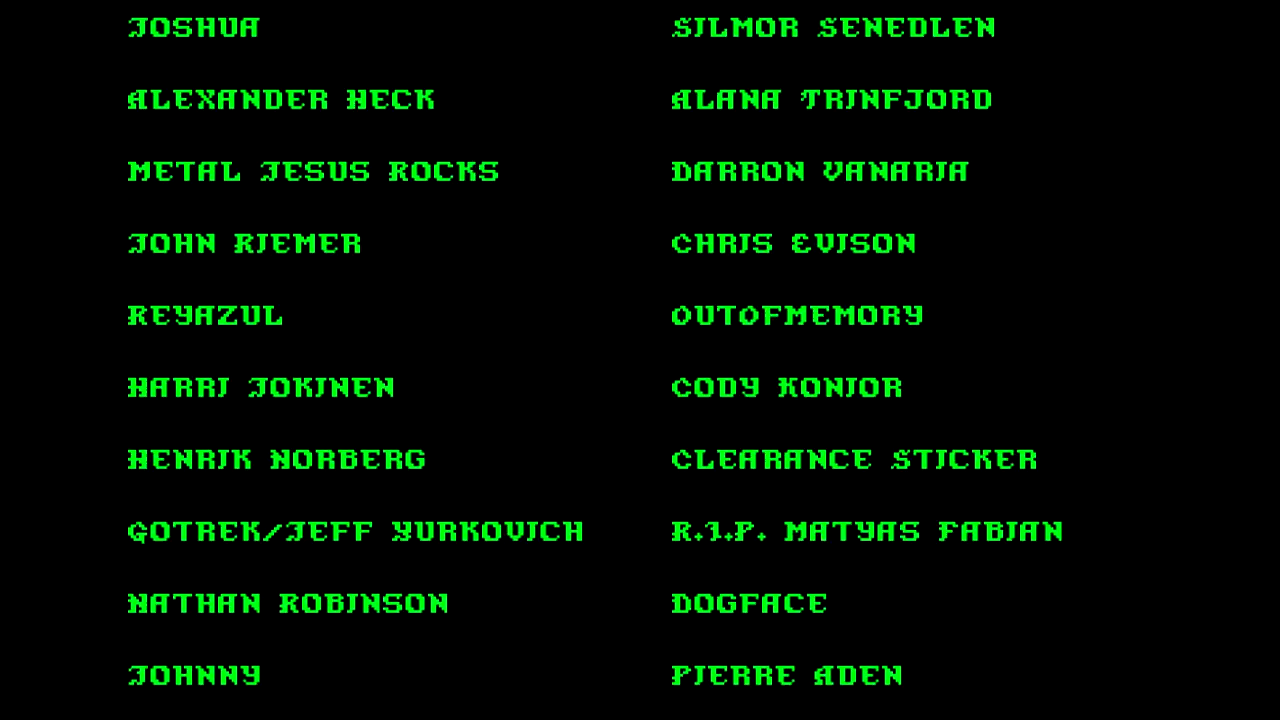 JOSHUA
SILMOR SENEDLEN
ALEXANDER HECK
ALANA TRINFJORD
METAL JESUS ROCKS
DARRON VANARIA
JOHN RIEMER
CHRIS EVISON
REYAZUL
OUTOFMEMORY
HARRI JOKINEN
CODY KONIOR
HENRIK NORBERG
CLEARANCE STICKER
GOTREK/JEFF YURKOVICH
R.I.P. MATYAS FABIAN
NATHAN ROBINSON
DOGFACE
JOHNNY
PIERRE ADEN